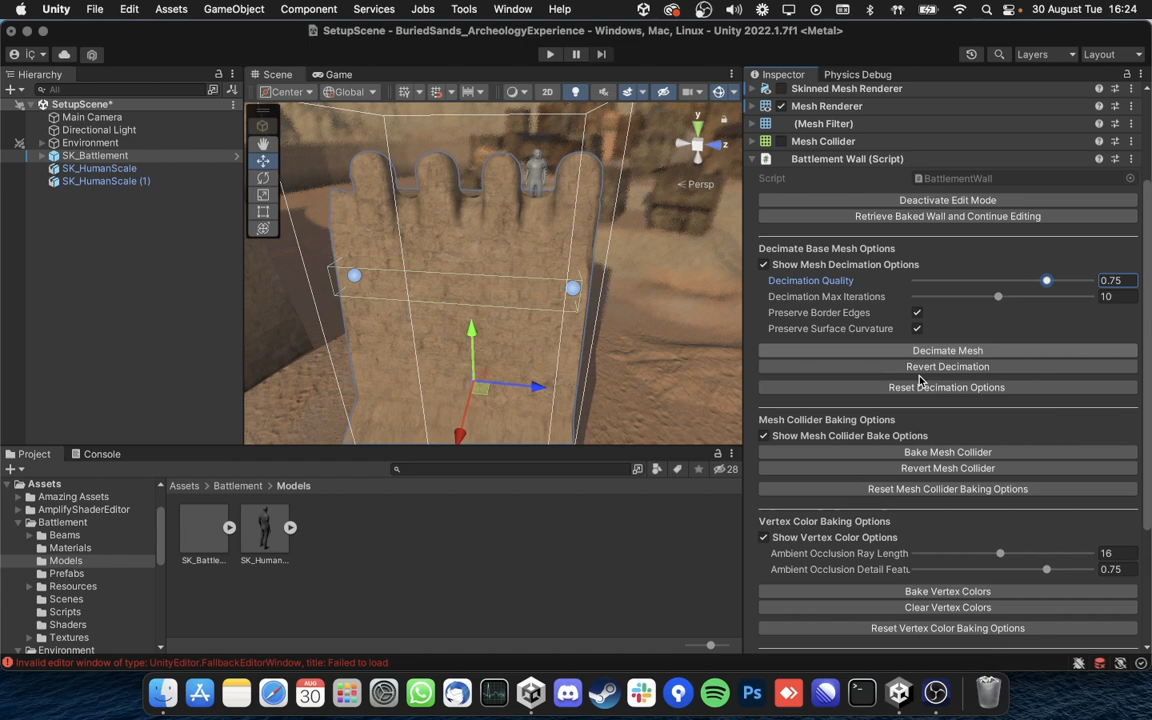 Unity File Edit Assets GameObject Component Services Jobs Tools Window Help 30 August Tue 16:24
SetupScene - BuriedSands_ArcheologyExperience - Windows, Mac, Linux - Unity 2022.1.7f1 <Metal>
İÇ Layers Layout
Hierarchy
All
SetupScene*
Main Camera
Directional Light
Environment
SK_Battlement
SK_HumanScale
SK_HumanScale (1)
Scene Game
Center Global 2D
y
z
Persp
Inspector Physics Debug
Skinned Mesh Renderer
Mesh Renderer
(Mesh Filter)
Mesh Collider
Battlement Wall (Script)
Script BattlementWall
Deactivate Edit Mode
Retrieve Baked Wall and Continue Editing
Decimate Base Mesh Options
Show Mesh Decimation Options
Decimation Quality 0.75
Decimation Max Iterations 10
Preserve Border Edges
Preserve Surface Curvature
Decimate Mesh
Revert Decimation
Reset Decimation Options
Mesh Collider Baking Options
Show Mesh Collider Bake Options
Bake Mesh Collider
Revert Mesh Collider
Reset Mesh Collider Baking Options
Vertex Color Baking Options
Show Vertex Color Options
Ambient Occlusion Ray Length 16
Ambient Occlusion Detail Featu 0.75
Bake Vertex Colors
Clear Vertex Colors
Reset Vertex Color Baking Options
Project Console
28
Assets
Amazing Assets
AmplifyShaderEditor
Battlement
Beams
Materials
Models
Prefabs
Resources
Scenes
Scripts
Shaders
Textures
Environment
Assets > Battlement > Models
SK_Battle... SK_Human...
Invalid editor window of type: UnityEditor.FallbackEditorWindow, title: Failed to load
AUG
30
Ps